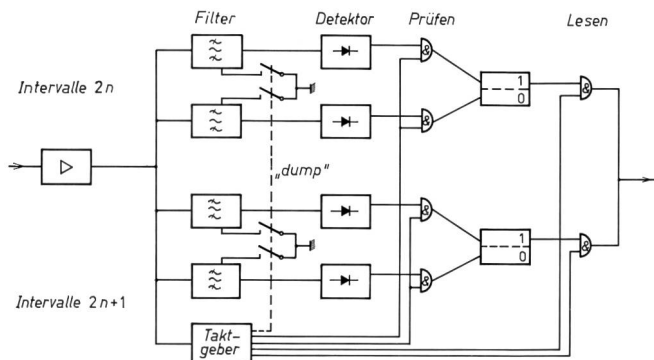 Filter Detektor Prüfen Lesen
&
Intervalle 2n
1
0
&
&
„dump“
&
1
0
&
&
Intervalle 2n+1
Takt-
geber